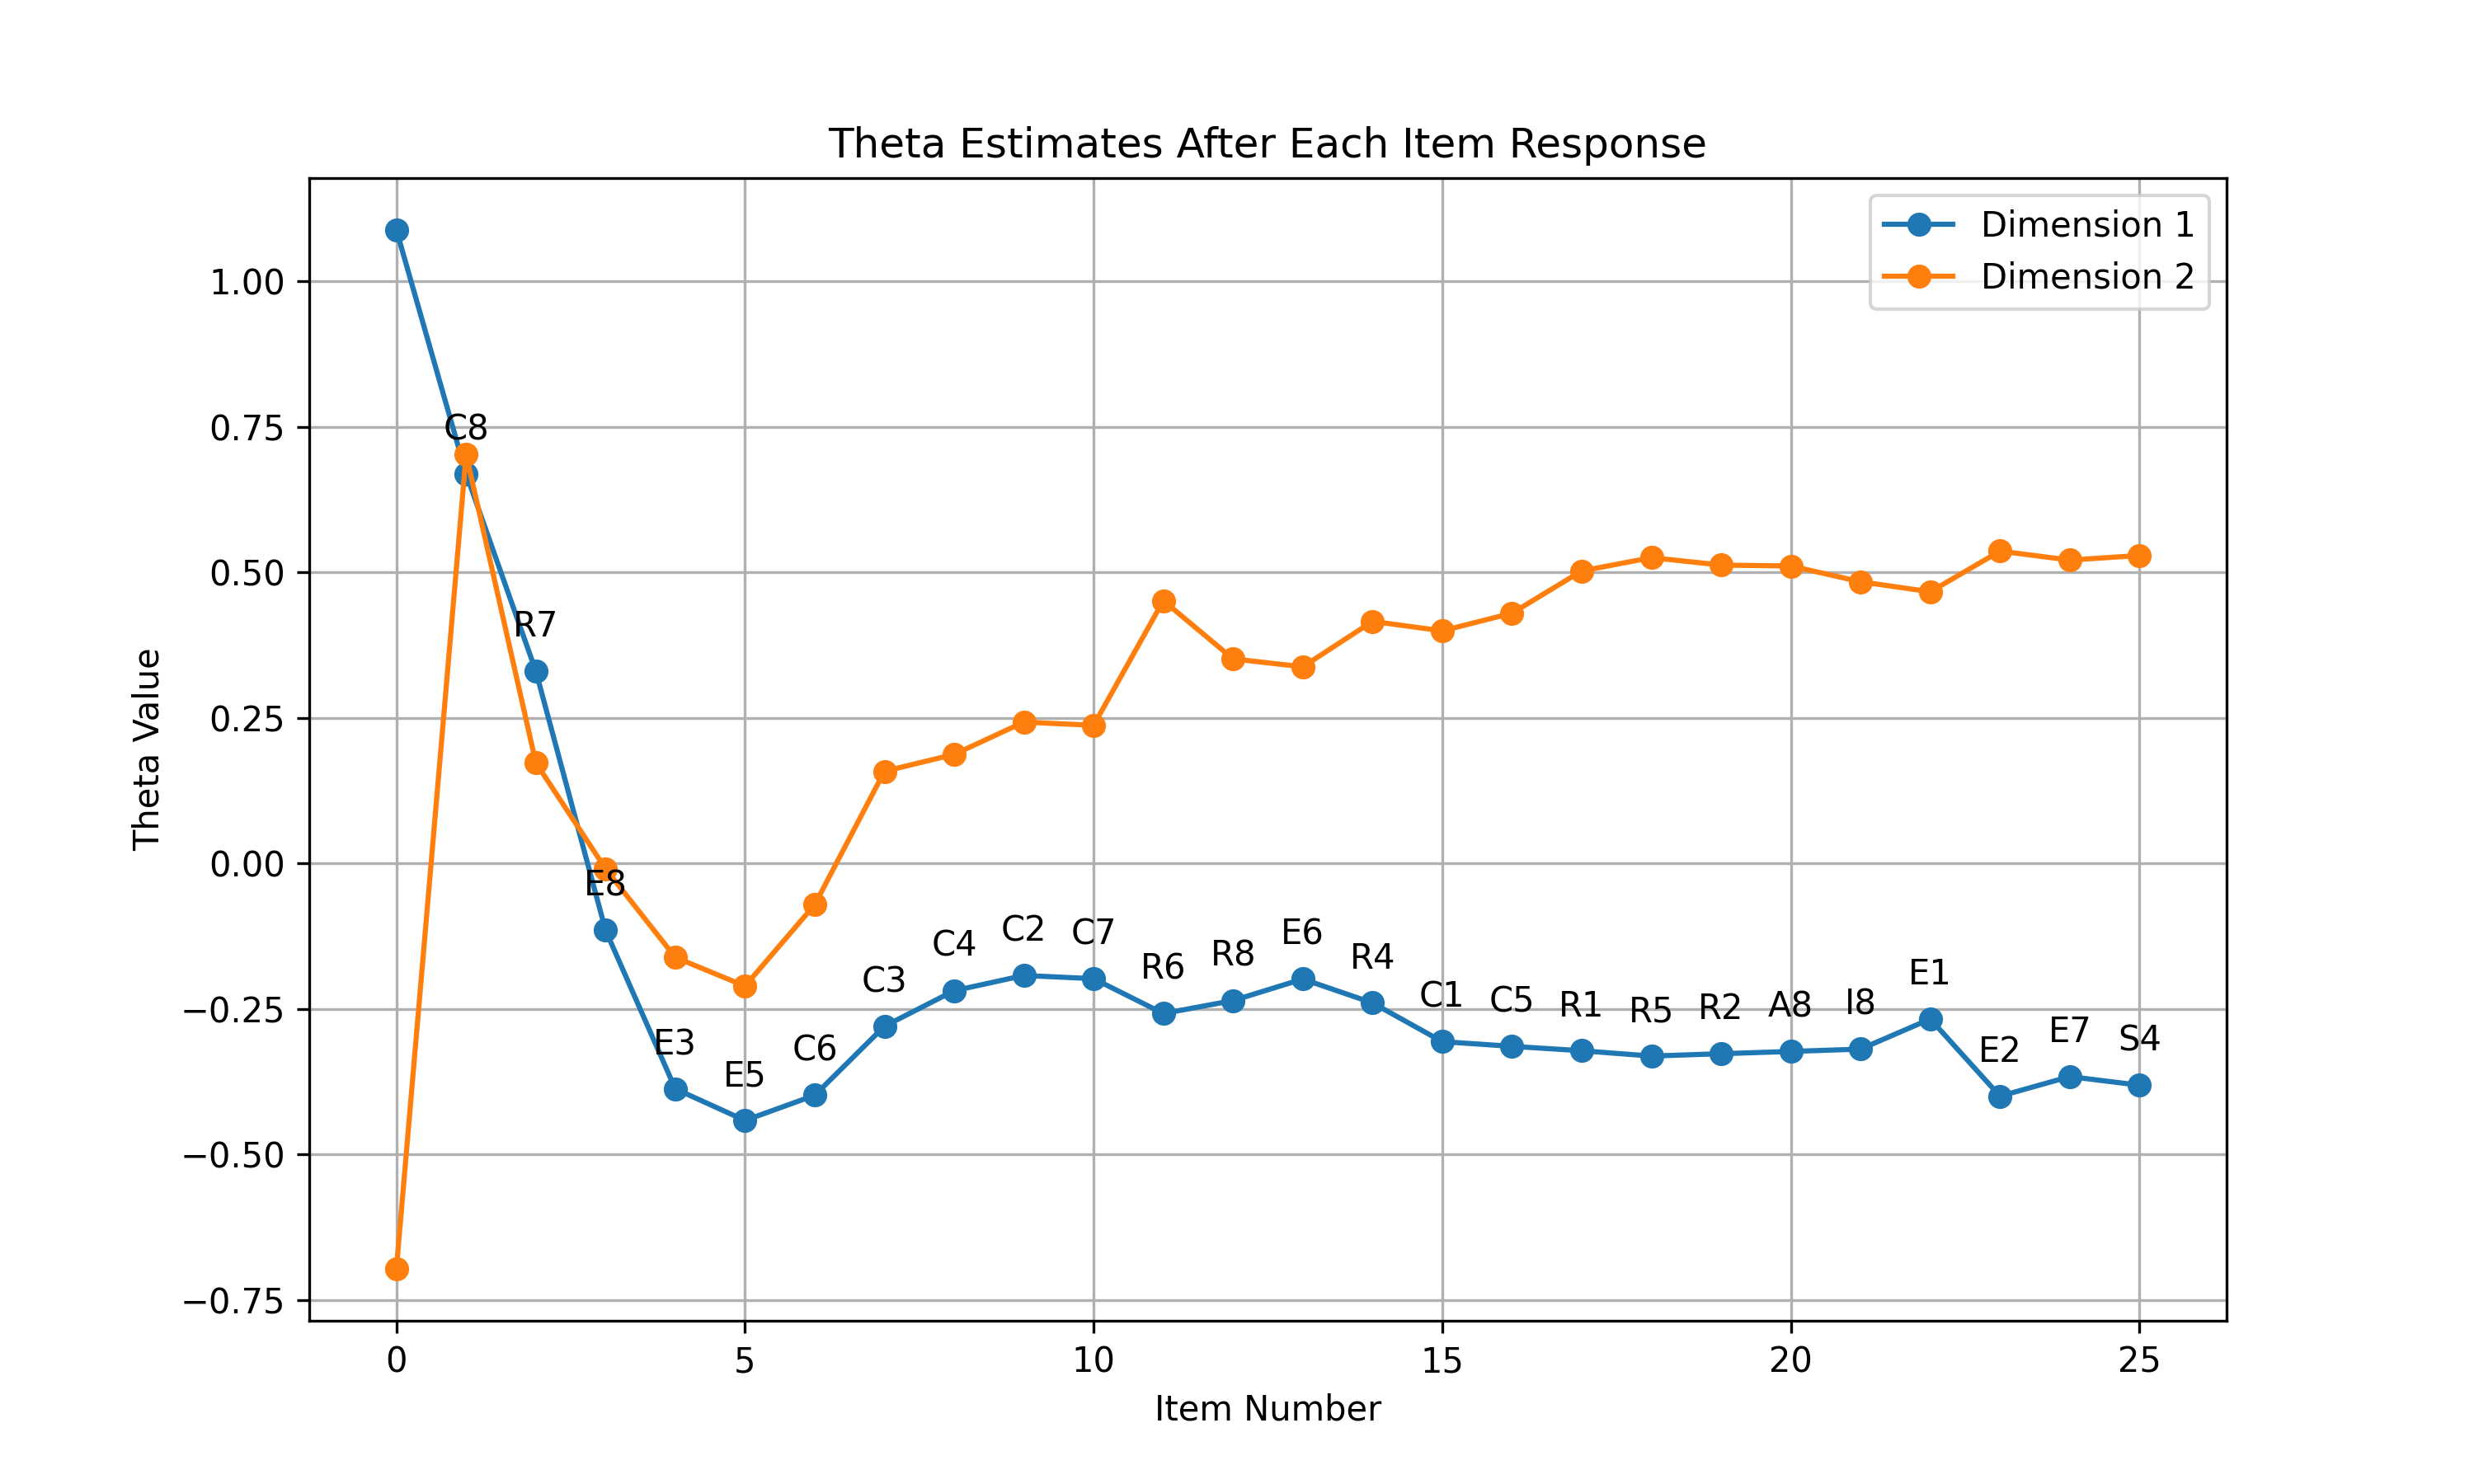 Theta Estimates After Each Item Response
Dimension 1
Dimension 2
Theta Value
1.00
0.75
0.50
0.25
0.00
−0.25
−0.50
−0.75
C8
R7
E8
E3
E5
C6
C3
C4
C2
C7
R6
R8
E6
R4
C1
C5
R1
R5
R2
A8
I8
E1
E2
E7
S4
0 5 10 15 20 25
Item Number